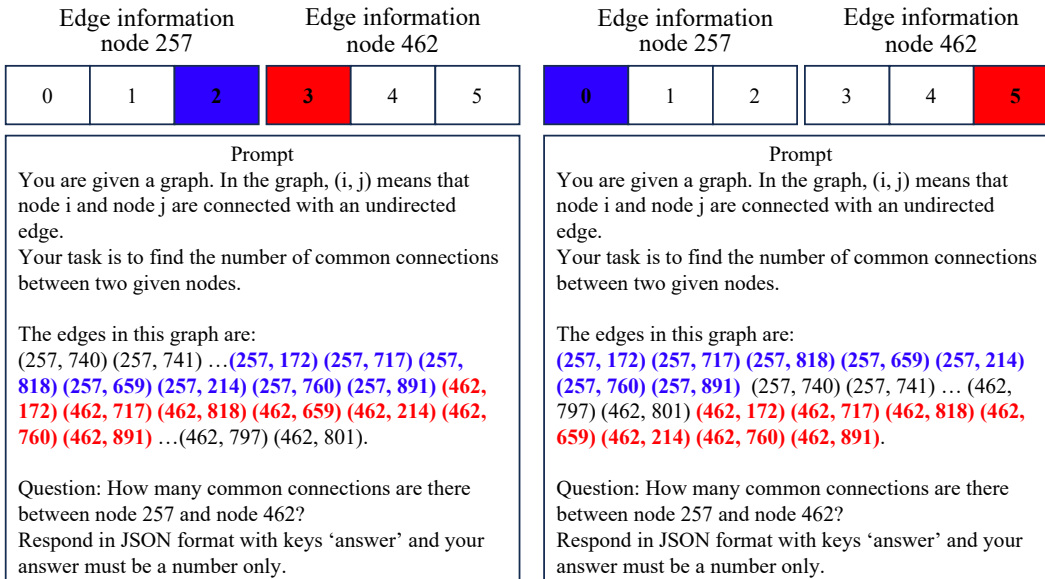 Edge information
node 257
Edge information
node 462
0 1 2 3 4 5
Prompt
You are given a graph. In the graph, (i, j) means that
node i and node j are connected with an undirected
edge.
Your task is to find the number of common connections
between two given nodes.
The edges in this graph are:
(257, 740) (257, 741) …(257, 172) (257, 717) (257,
818) (257, 659) (257, 214) (257, 760) (257, 891) (462,
172) (462, 717) (462, 818) (462, 659) (462, 214) (462,
760) (462, 891) …(462, 797) (462, 801).
Question: How many common connections are there
between node 257 and node 462?
Respond in JSON format with keys ‘answer’ and your
answer must be a number only.
Edge information
node 257
Edge information
node 462
0 1 2 3 4 5
Prompt
You are given a graph. In the graph, (i, j) means that
node i and node j are connected with an undirected
edge.
Your task is to find the number of common connections
between two given nodes.
The edges in this graph are:
(257, 172) (257, 717) (257, 818) (257, 659) (257, 214)
(257, 760) (257, 891) (257, 740) (257, 741) … (462,
797) (462, 801) (462, 172) (462, 717) (462, 818) (462,
659) (462, 214) (462, 760) (462, 891).
Question: How many common connections are there
between node 257 and node 462?
Respond in JSON format with keys ‘answer’ and your
answer must be a number only.